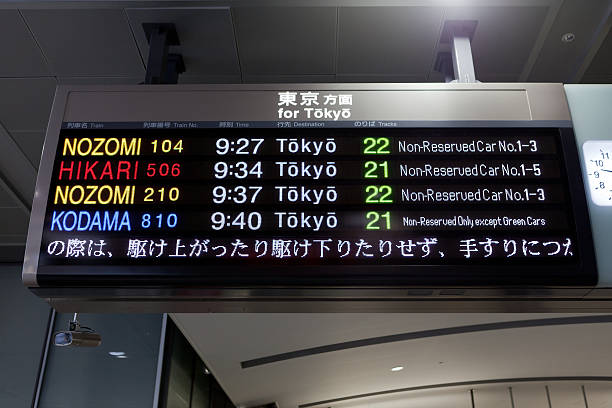 東京 方面
for Tōkyō
列車名 Train 列車番号 Train No. 時刻 Time 行先 Destination のりば Tracks
NOZOMI 104 9:27 Tōkyō 22 Non-Reserved Car No.1-3
HIKARI 506 9:34 Tōkyō 21 Non-Reserved Car No.1-5
NOZOMI 210 9:37 Tōkyō 22 Non-Reserved Car No.1-3
KODAMA 810 9:40 Tōkyō 21 Non-Reserved Only except Green Cars
の際は、駆け上がったり駆け下りたりせず、手すりにつえ
11 10 9 8